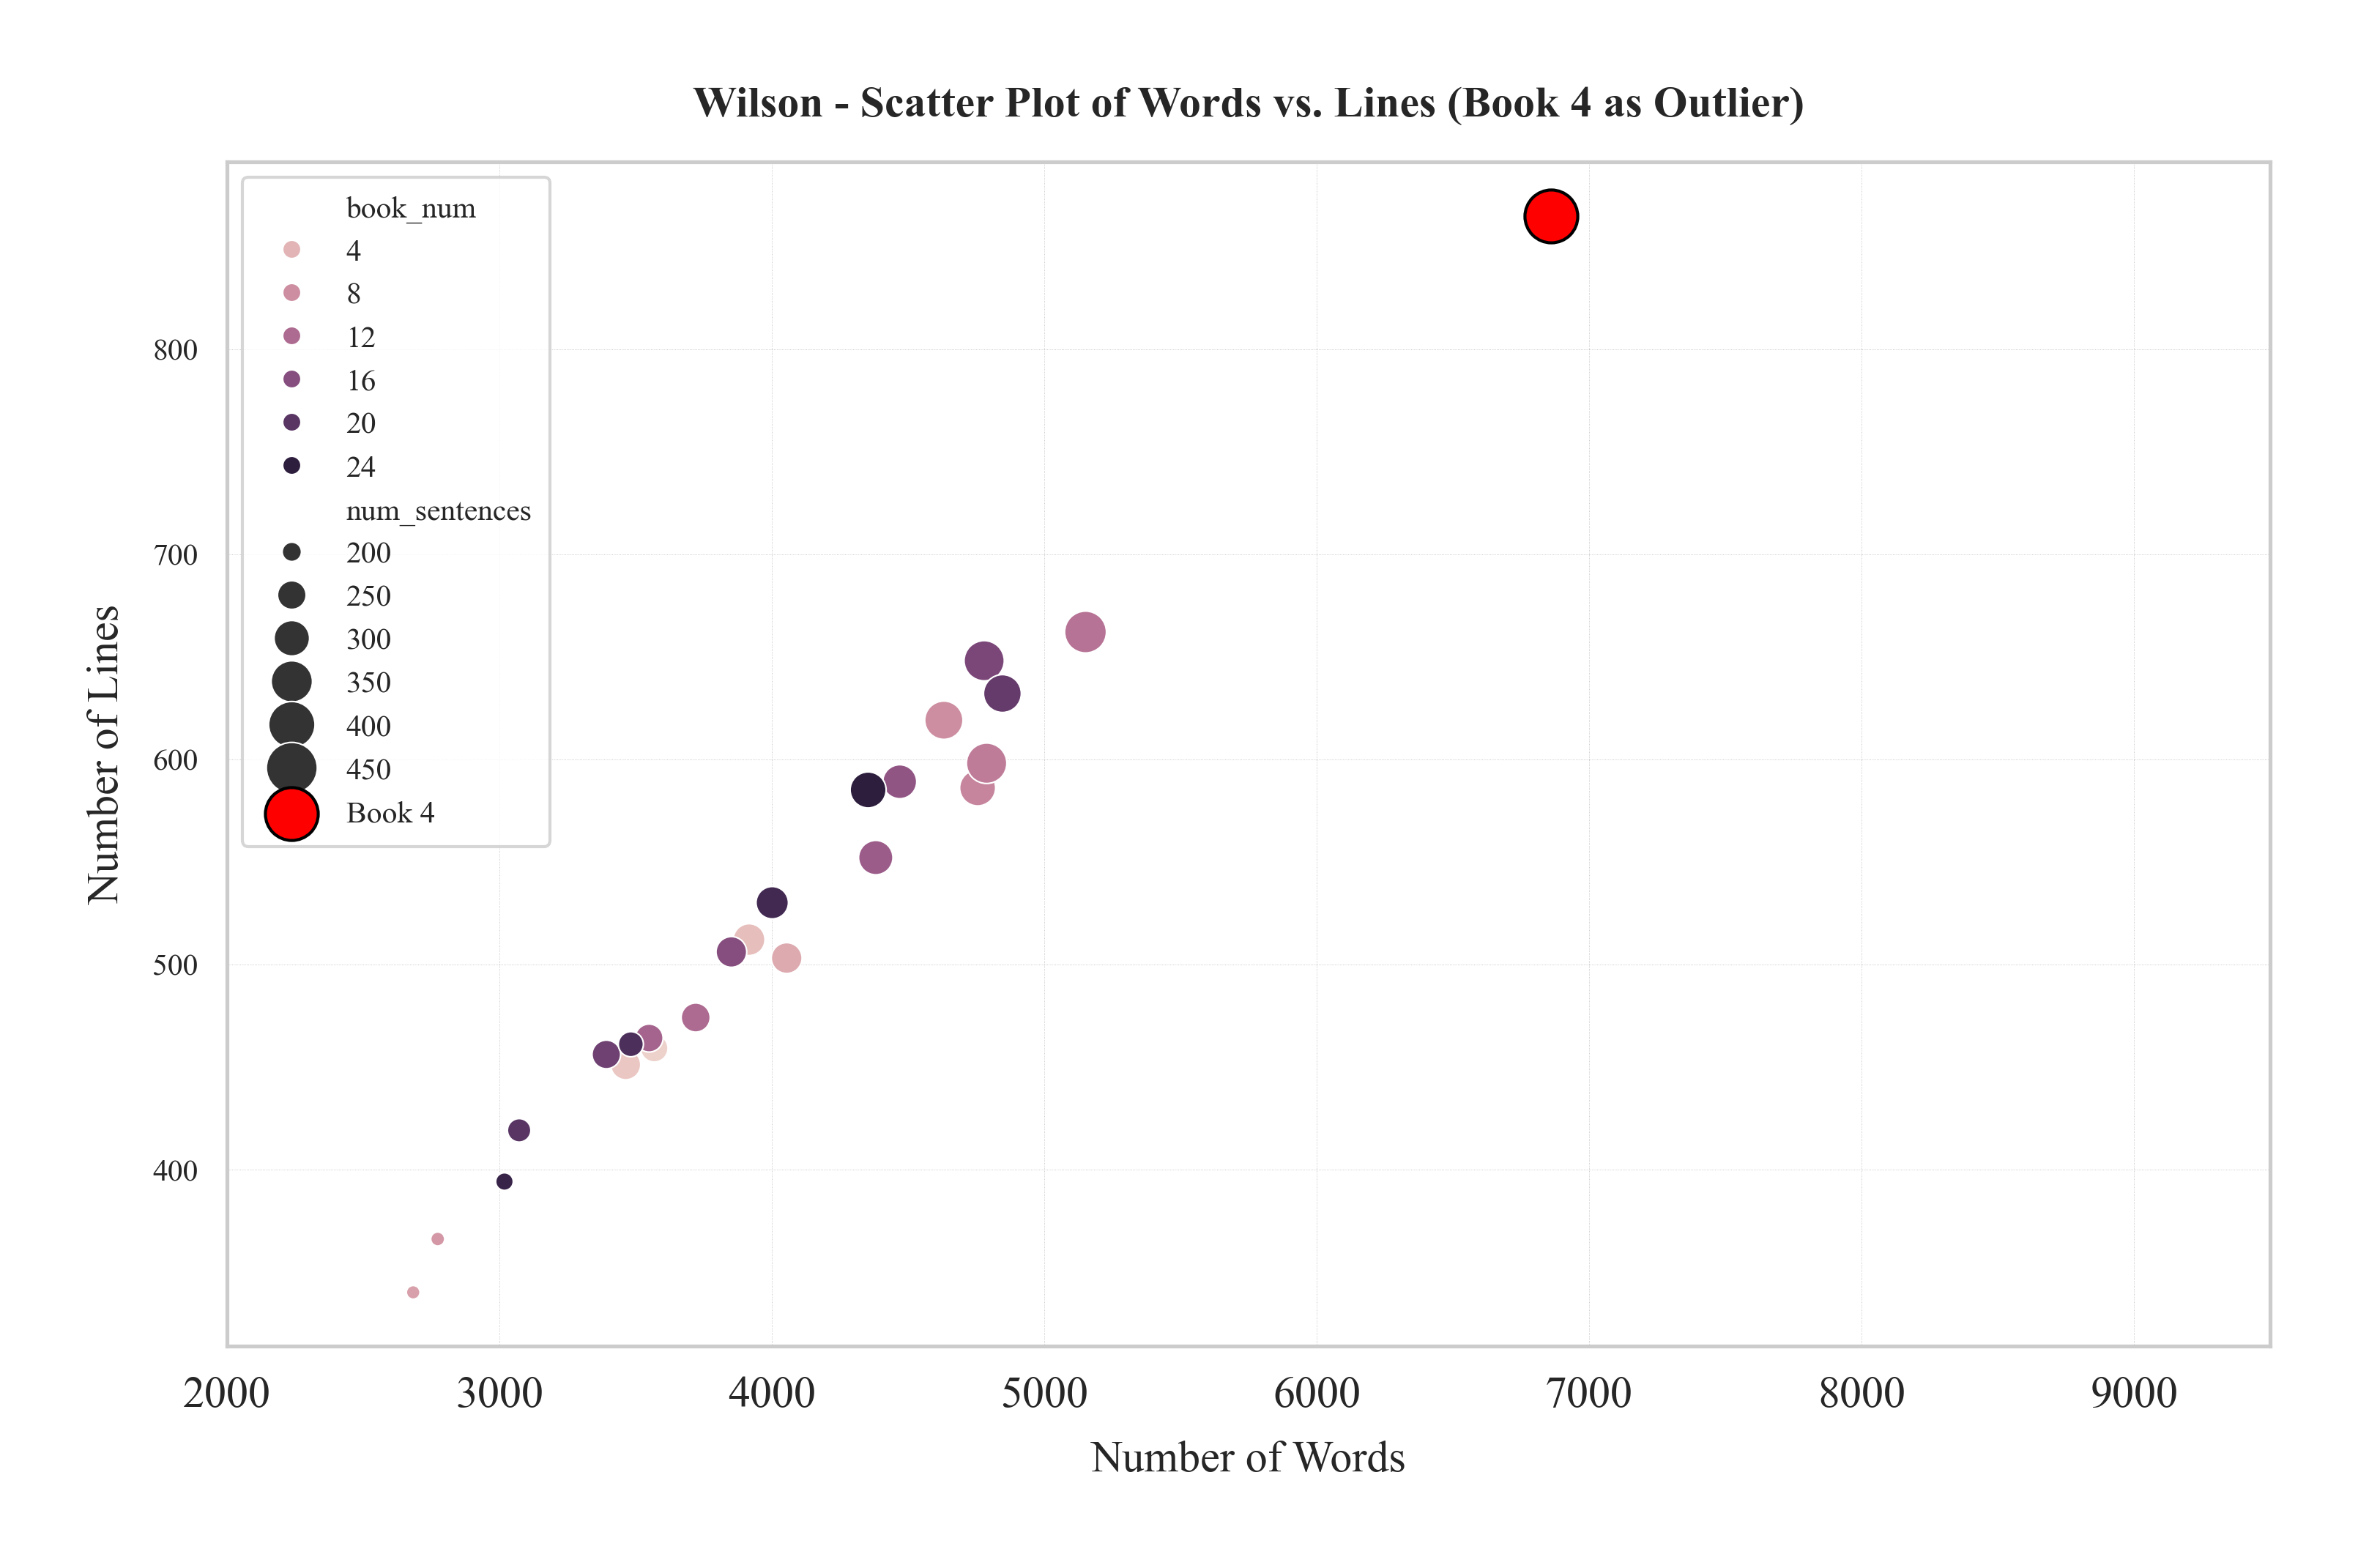 Wilson - Scatter Plot of Words vs. Lines (Book 4 as Outlier)
book_num
4
8
12
16
20
24
num_sentences
200
250
300
350
400
450
Book 4
800
700
600
500
400
Number of Lines
2000 3000 4000 5000 6000 7000 8000 9000
Number of Words